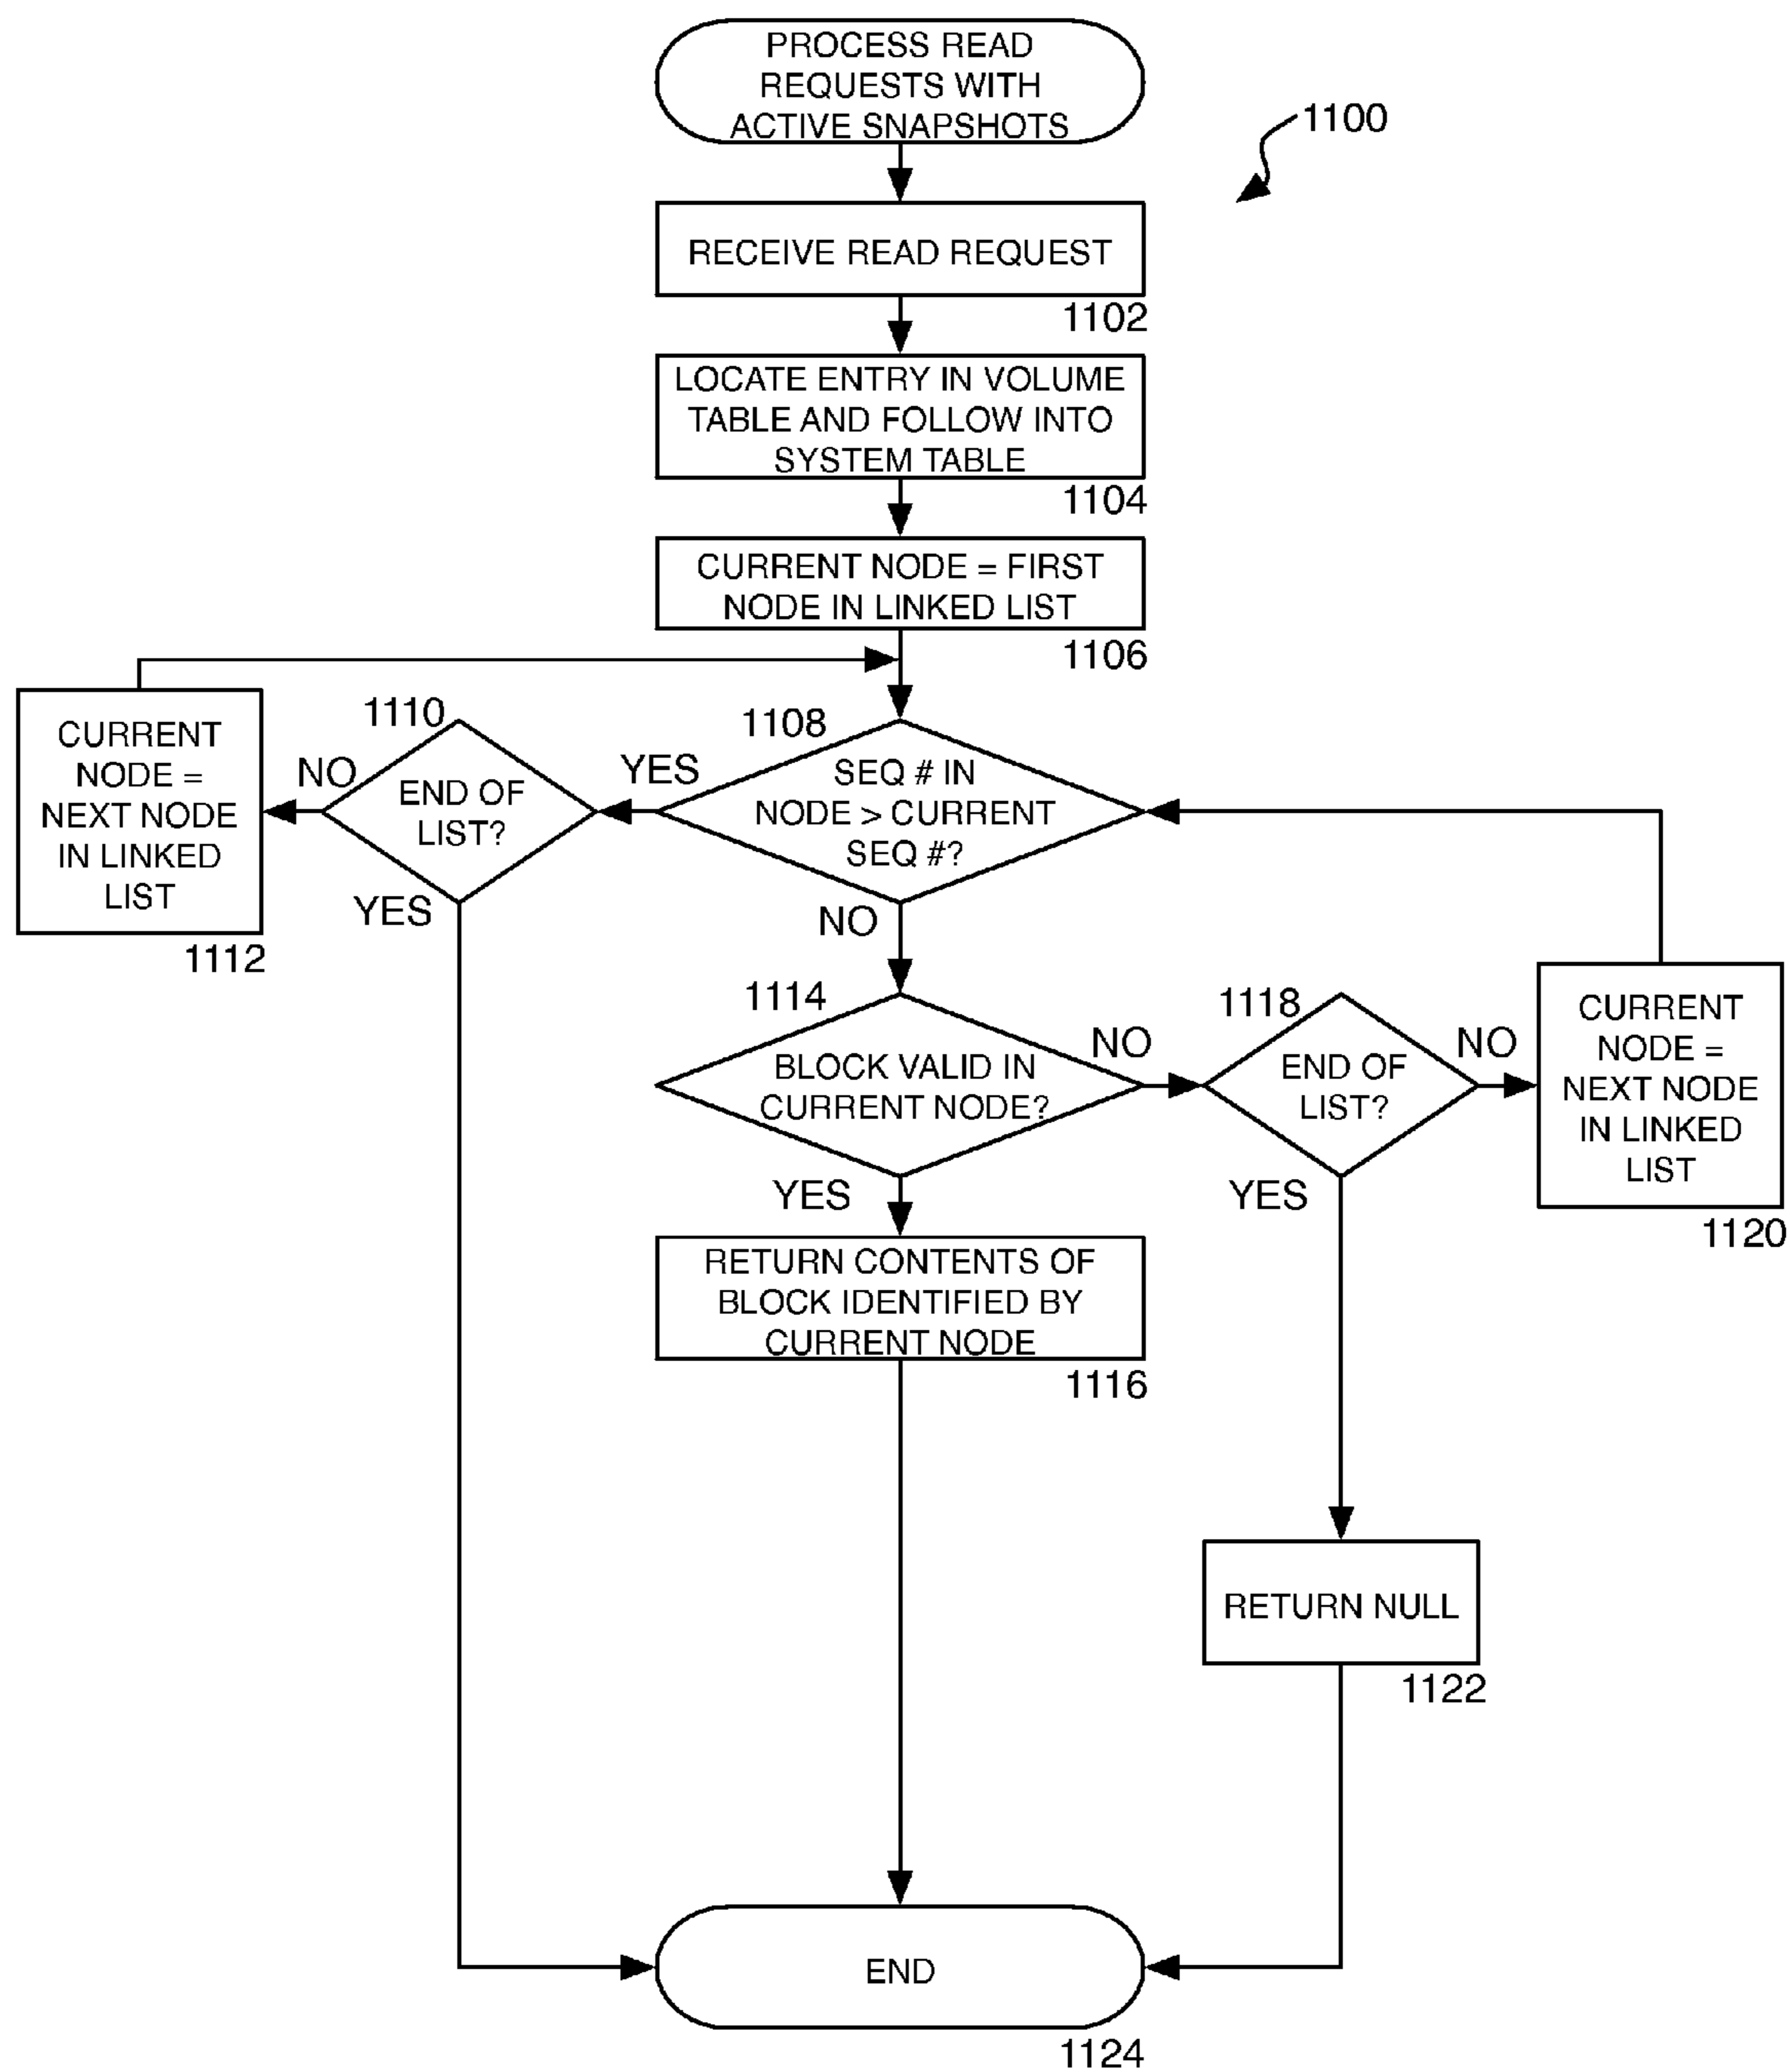 PROCESS READ
REQUESTS WITH
ACTIVE SNAPSHOTS
1100
RECEIVE READ REQUEST
1102
LOCATE ENTRY IN VOLUME
TABLE AND FOLLOW INTO
SYSTEM TABLE
1104
CURRENT NODE = FIRST
NODE IN LINKED LIST
1106
1108
SEQ # IN
NODE > CURRENT
SEQ #?
YES
NO
1110
END OF
LIST?
NO
YES
CURRENT
NODE =
NEXT NODE
IN LINKED
LIST
1112
1114
BLOCK VALID IN
CURRENT NODE?
NO
YES
1118
END OF
LIST?
NO
YES
CURRENT
NODE =
NEXT NODE
IN LINKED
LIST
1120
RETURN CONTENTS OF
BLOCK IDENTIFIED BY
CURRENT NODE
1116
RETURN NULL
1122
END
1124